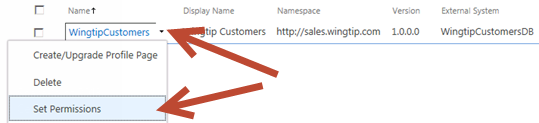 Name↑ Display Name Namespace Version External System
WingtipCustomers Wingtip Customers http://sales.wingtip.com 1.0.0.0 WingtipCustomersDB
Create/Upgrade Profile Page
Delete
Set Permissions